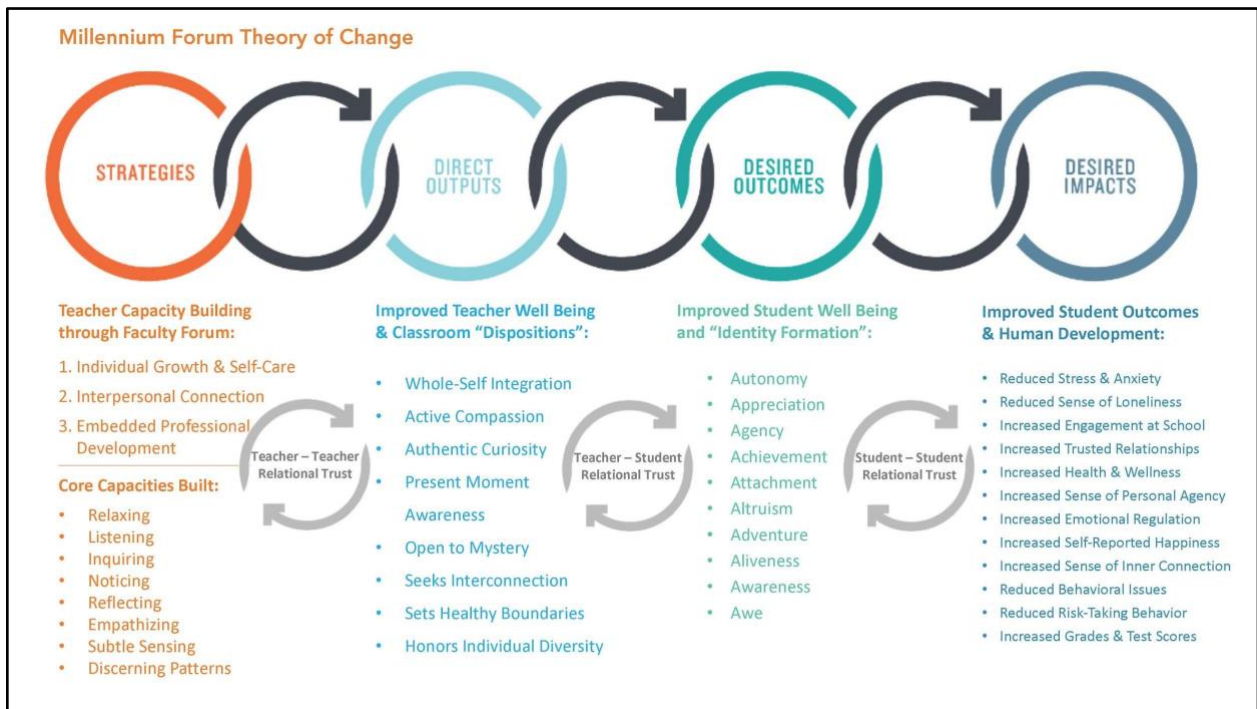 Millennium Forum Theory of Change
STRATEGIES
DIRECT
OUTPUTS
DESIRED
OUTCOMES
DESIRED
IMPACTS
Teacher Capacity Building
through Faculty Forum:
1. Individual Growth & Self-Care
2. Interpersonal Connection
3. Embedded Professional
Development
Core Capacities Built:
• Relaxing
• Listening
• Inquiring
• Noticing
• Reflecting
• Empathizing
• Subtle Sensing
• Discerning Patterns
Teacher – Teacher
Relational Trust
Improved Teacher Well Being
& Classroom “Dispositions”:
• Whole-Self Integration
• Active Compassion
• Authentic Curiosity
• Present Moment
Awareness
• Open to Mystery
• Seeks Interconnection
• Sets Healthy Boundaries
• Honors Individual Diversity
Teacher – Student
Relational Trust
Improved Student Well Being
and “Identity Formation”:
• Autonomy
• Appreciation
• Agency
• Achievement
• Attachment
• Altruism
• Adventure
• Aliveness
• Awareness
• Awe
Student – Student
Relational Trust
Improved Student Outcomes
& Human Development:
• Reduced Stress & Anxiety
• Reduced Sense of Loneliness
• Increased Engagement at School
• Increased Trusted Relationships
• Increased Health & Wellness
• Increased Sense of Personal Agency
• Increased Emotional Regulation
• Increased Self-Reported Happiness
• Increased Sense of Inner Connection
• Reduced Behavioral Issues
• Reduced Risk-Taking Behavior
• Increased Grades & Test Scores